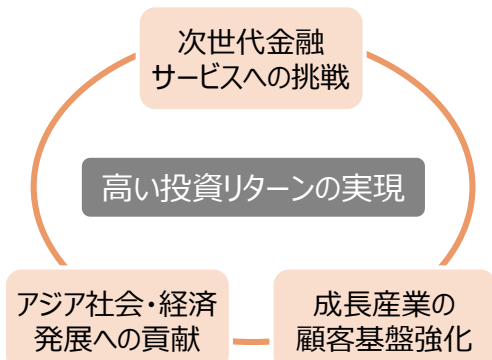 次世代金融
サービスへの挑戦
高い投資リターンの実現
アジア社会・経済
発展への貢献
成長産業の
顧客基盤強化